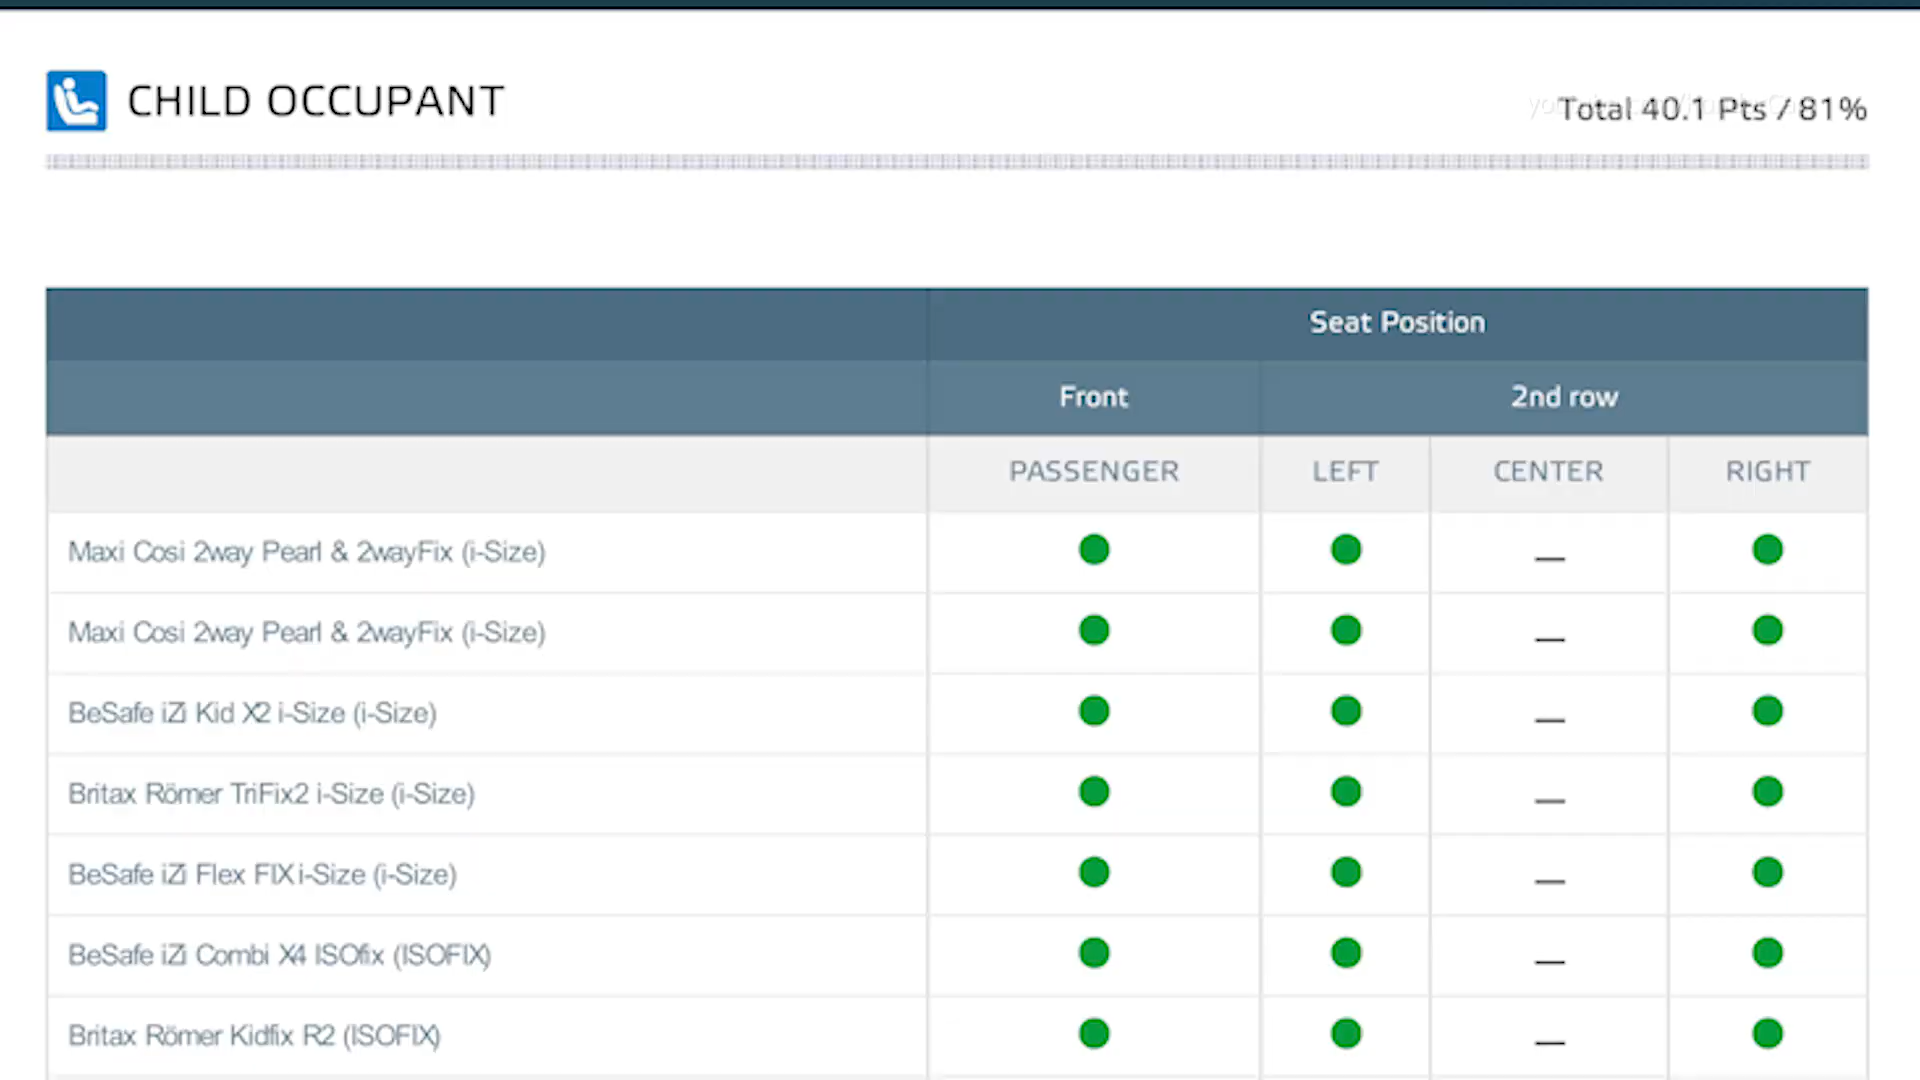 CHILD OCCUPANT
Total 40.1 Pts / 81%
Seat Position
Front 2nd row
PASSENGER LEFT CENTER RIGHT
Maxi Cosi 2way Pearl & 2wayFix (i-Size)
Maxi Cosi 2way Pearl & 2wayFix (i-Size)
BeSafe iZi Kid X2 i-Size (i-Size)
Britax Römer TriFix2 i-Size (i-Size)
BeSafe iZi Flex FIX i-Size (i-Size)
BeSafe iZi Combi X4 ISOfix (ISOFIX)
Britax Römer Kidfix R2 (ISOFIX)